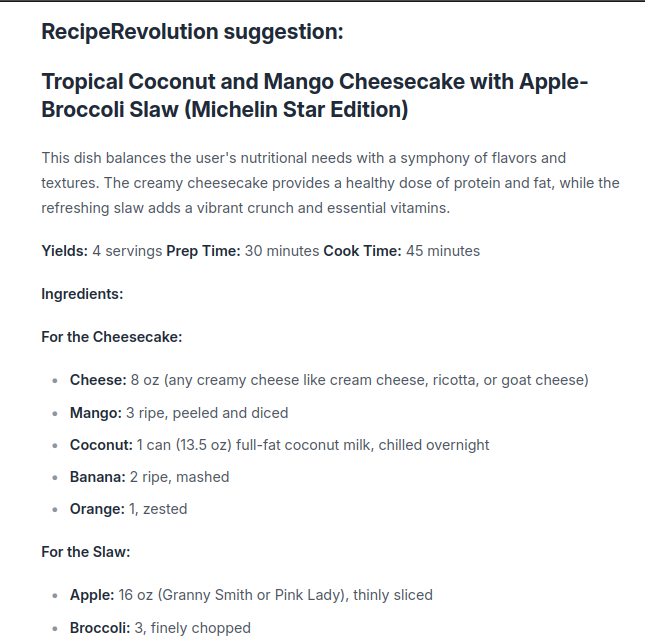 RecipeRevolution suggestion:
Tropical Coconut and Mango Cheesecake with Apple-
Broccoli Slaw (Michelin Star Edition)
This dish balances the user's nutritional needs with a symphony of flavors and
textures. The creamy cheesecake provides a healthy dose of protein and fat, while the
refreshing slaw adds a vibrant crunch and essential vitamins.
Yields: 4 servings Prep Time: 30 minutes Cook Time: 45 minutes
Ingredients:
For the Cheesecake:
• Cheese: 8 oz (any creamy cheese like cream cheese, ricotta, or goat cheese)
• Mango: 3 ripe, peeled and diced
• Coconut: 1 can (13.5 oz) full-fat coconut milk, chilled overnight
• Banana: 2 ripe, mashed
• Orange: 1, zested
For the Slaw:
• Apple: 16 oz (Granny Smith or Pink Lady), thinly sliced
• Broccoli: 3, finely chopped